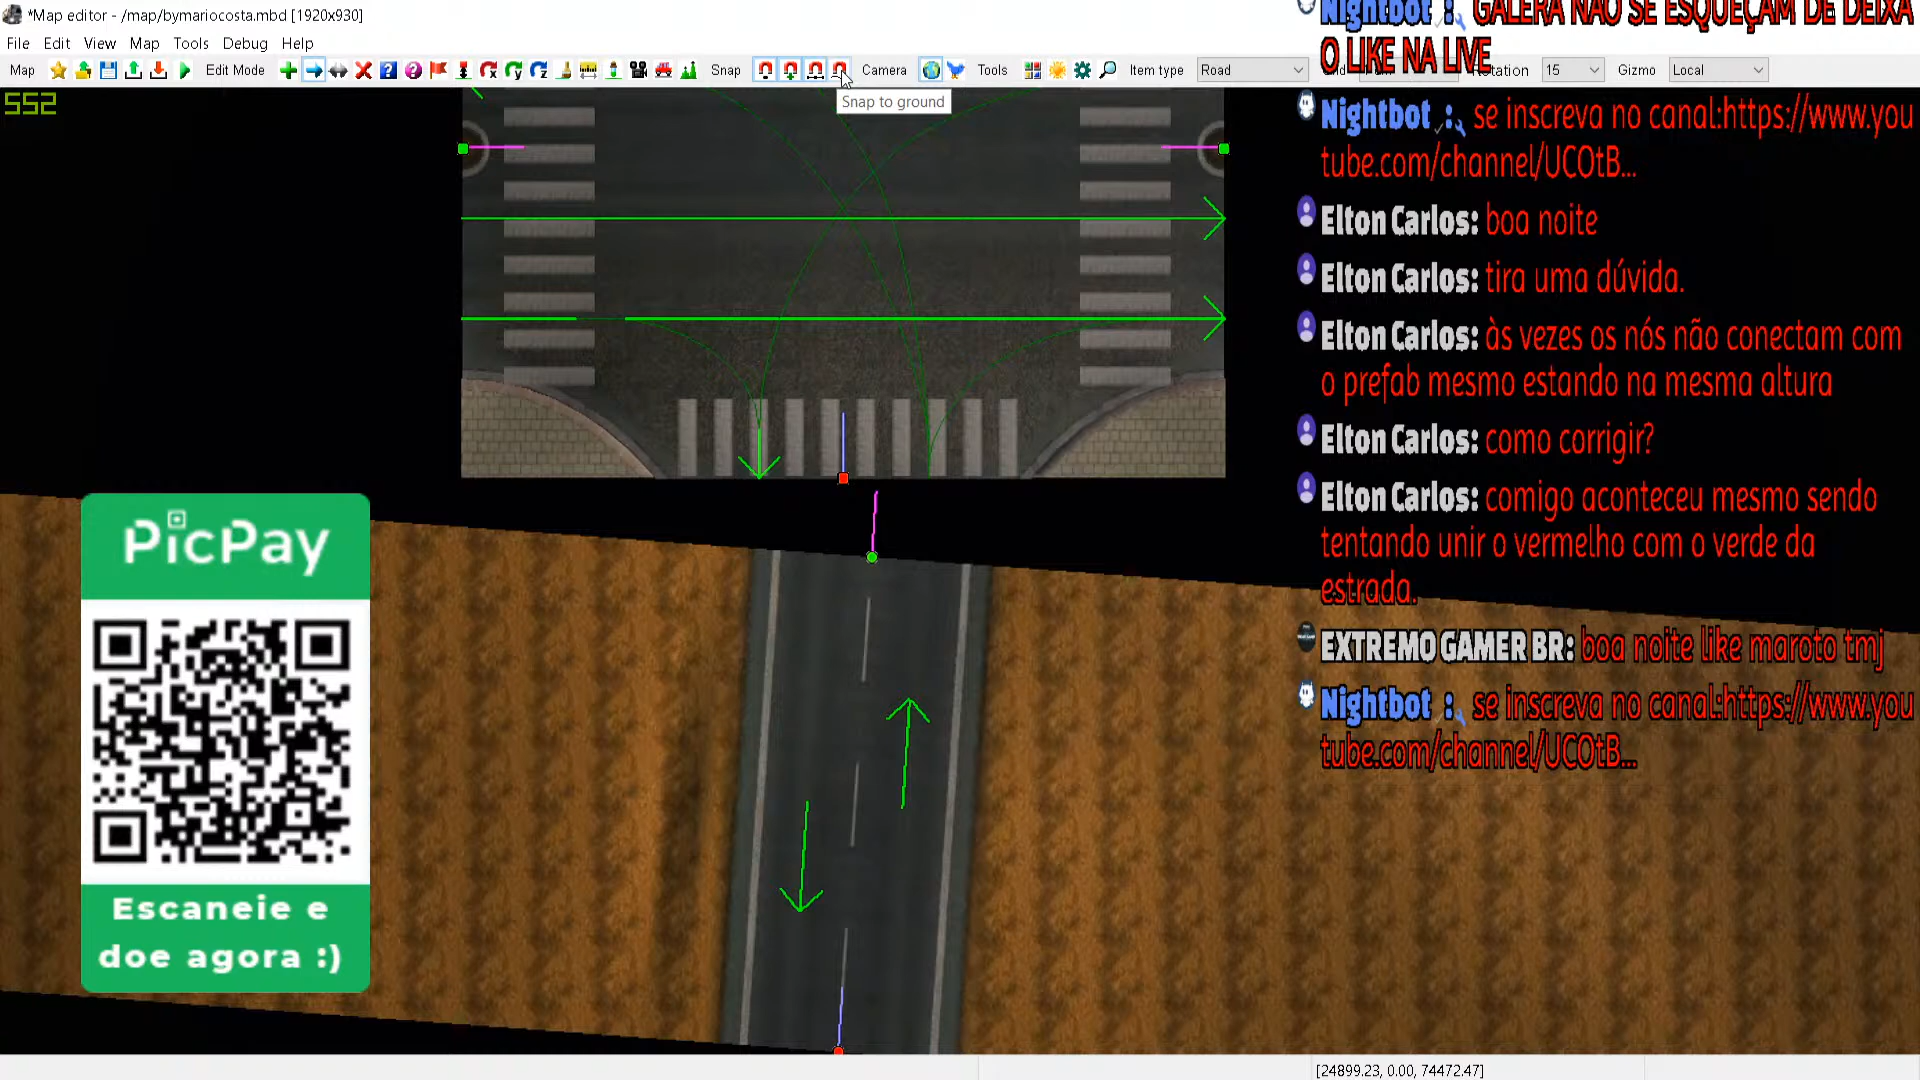 *Map editor - /map/bymariocosta.mbd [1920x930]
File Edit View Map Tools Debug Help
Map Edit Mode Snap Camera Tools Item type Road Rotation 15 Gizmo Local
Snap to ground
552
Nightbot : GALERA NAO SE ESQUEÇAM DE DEIXA
O LIKE NA LIVE
Nightbot : se inscreva no canal:https://www.you
tube.com/channel/UCOtB...
Elton Carlos: boa noite
Elton Carlos: tira uma dúvida.
Elton Carlos: às vezes os nós não conectam com
o prefab mesmo estando na mesma altura
Elton Carlos: como corrigir?
Elton Carlos: comigo aconteceu mesmo sendo
tentando unir o vermelho com o verde da
estrada.
EXTREMO GAMER BR: boa noite like maroto tmj
Nightbot : se inscreva no canal:https://www.you
tube.com/channel/UCOtB...
PicPay
Escaneie e
doe agora :)
[24899.23, 0.00, 74472.47]